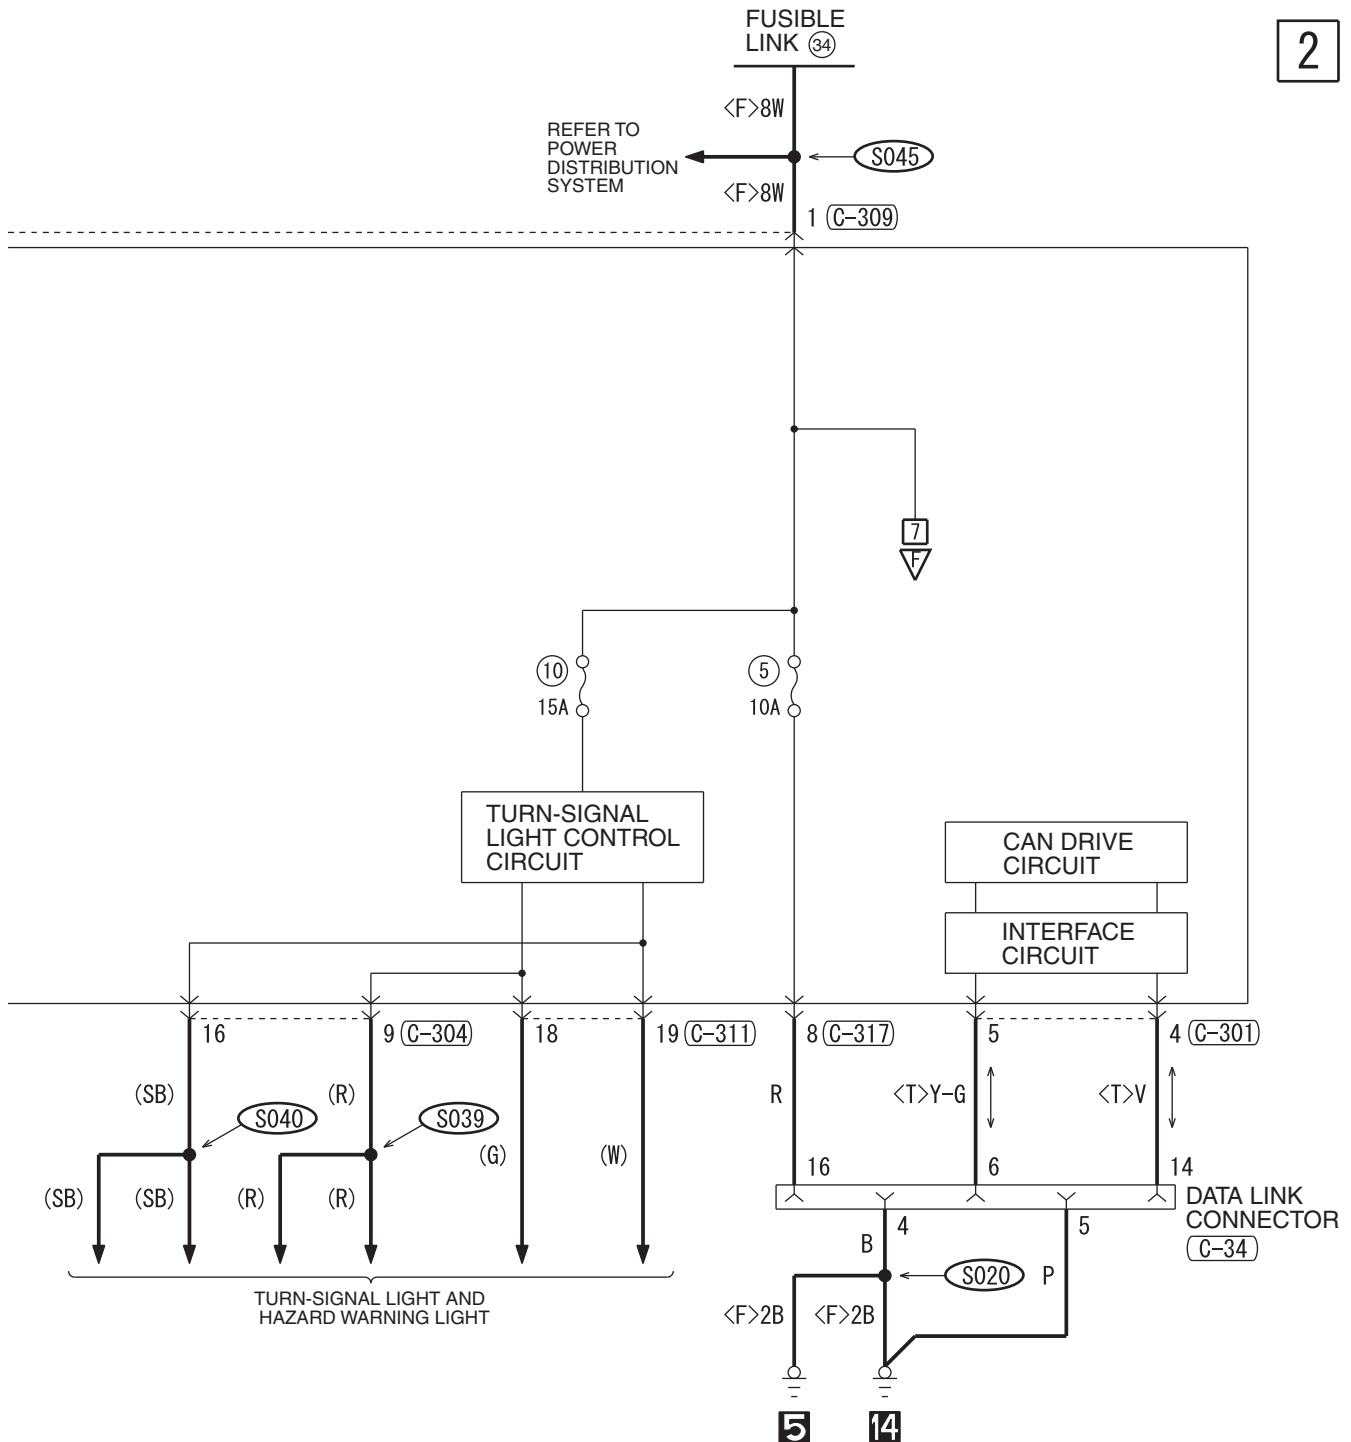 FUSIBLE
LINK 34
2
<F>8W
REFER TO
POWER
DISTRIBUTION
SYSTEM
S045
<F>8W
1 C-309
7
F
10
15A
5
10A
TURN-SIGNAL
LIGHT CONTROL
CIRCUIT
CAN DRIVE
CIRCUIT
INTERFACE
CIRCUIT
16
9 C-304
18
19 C-311
8 C-317
5
4 C-301
(SB)
(R)
R
<T>Y-G
<T>V
S040
S039
(G)
(W)
16
6
14
(SB)
(SB)
(R)
(R)
DATA LINK
CONNECTOR
C-34
4
5
B
S020
P
TURN-SIGNAL LIGHT AND
HAZARD WARNING LIGHT
<F>2B
<F>2B
5
14